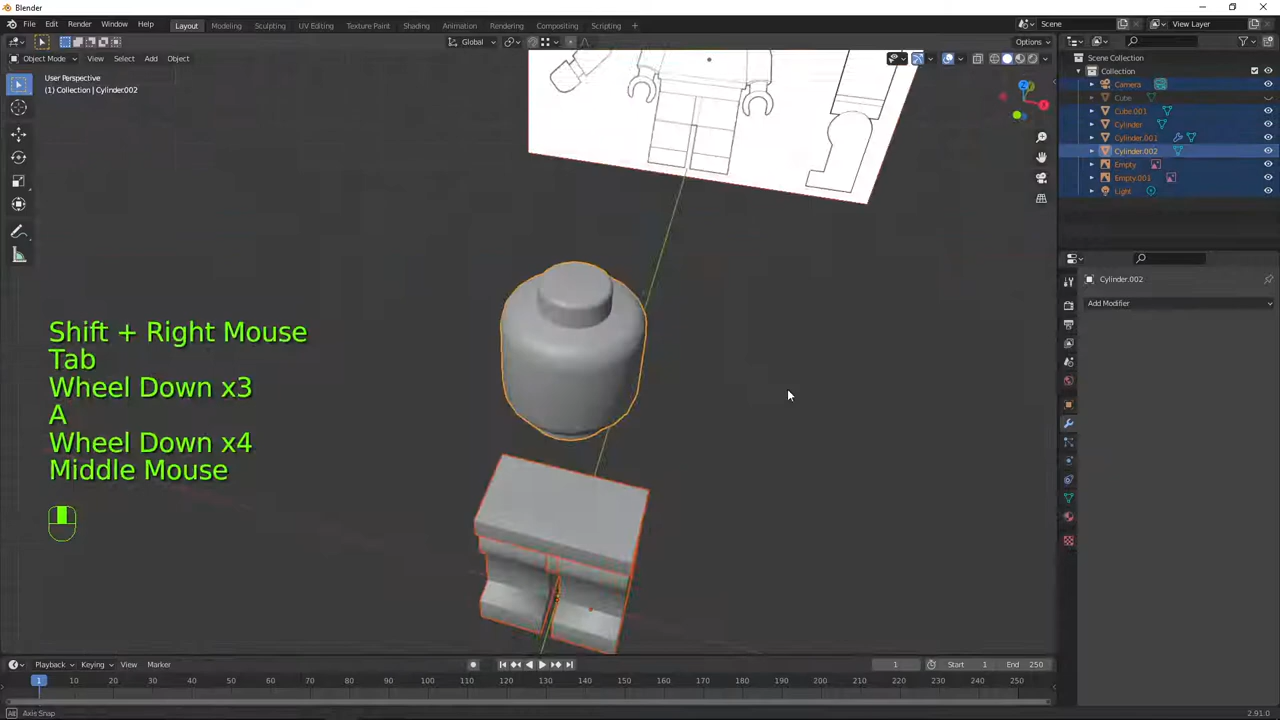 Blender
File Edit Render Window Help
Layout Modeling Sculpting UV Editing Texture Paint Shading Animation Rendering Compositing Scripting +
Scene
View Layer
Global
Options
Object Mode View Select Add Object
User Perspective
(1) Collection | Cylinder.002
Scene Collection
Collection
Camera
Cube
Cube.001
Cylinder
Cylinder.001
Cylinder.002
Empty
Empty.001
Light
Cylinder.002
Add Modifier
Shift + Right Mouse
Tab
Wheel Down x3
A
Wheel Down x4
Middle Mouse
Playback Keying View Marker
1
Start 1
End 250
1 10 20 30 40 50 60 70 80 90 100 110 120 130 140 150 160 170 180 190 200 210 220 230 240 250
Axis Snap
2.91.0